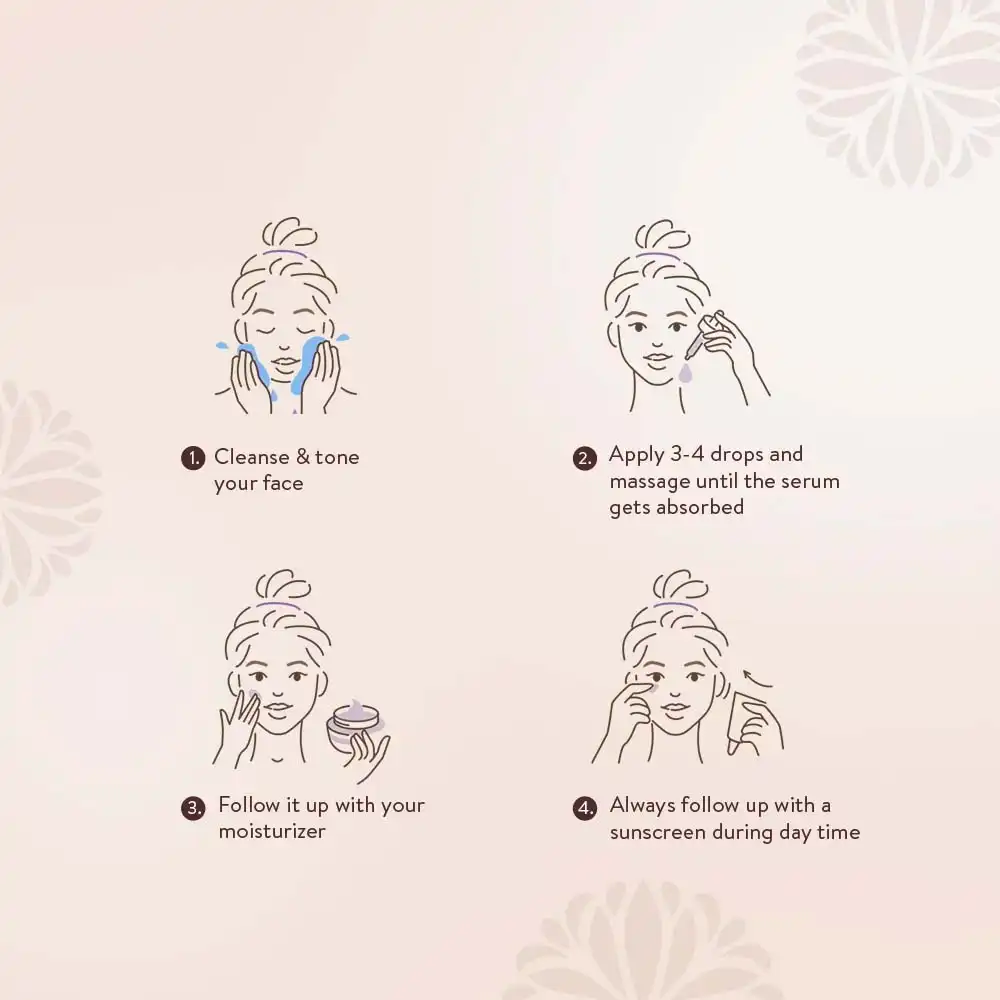 1. Cleanse & tone
your face
2. Apply 3-4 drops and
massage until the serum
gets absorbed
3. Follow it up with your
moisturizer
4. Always follow up with a
sunscreen during day time